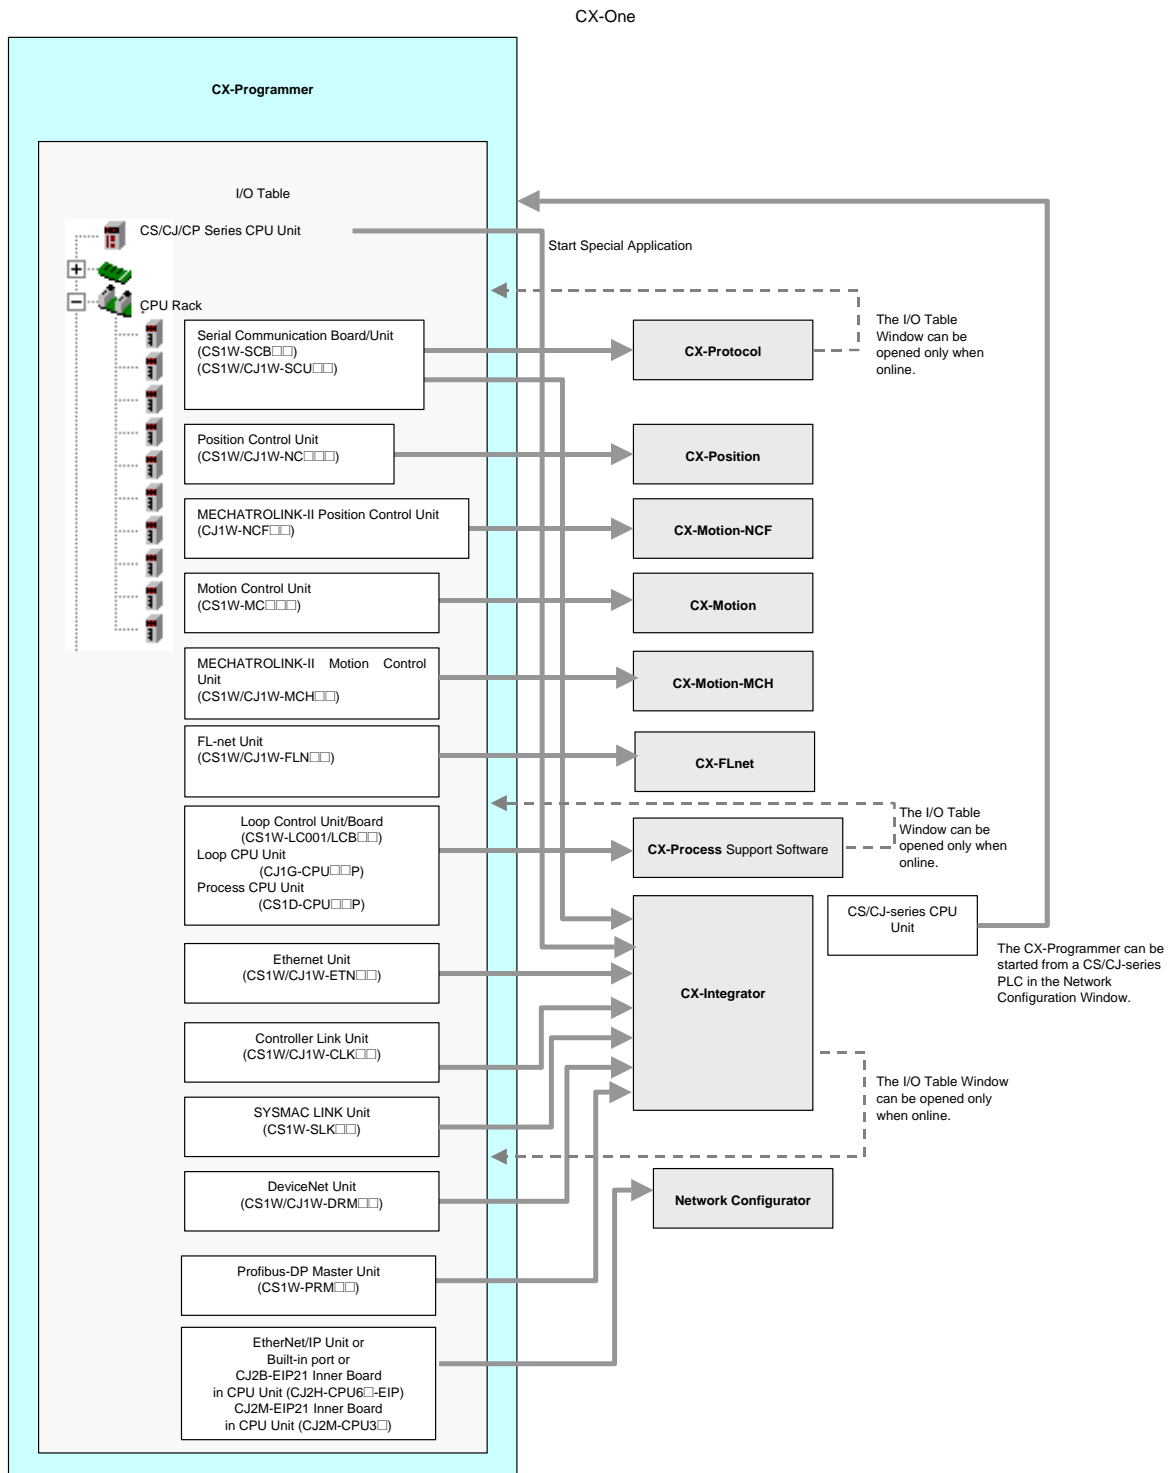 CX-One
CX-Programmer
I/O Table
CS/CJ/CP Series CPU Unit
Start Special Application
CPU Rack
Serial Communication Board/Unit
(CS1W-SCB□□)
(CS1W/CJ1W-SCU□□)
CX-Protocol
The I/O Table
Window can be
opened only when
online.
Position Control Unit
(CS1W/CJ1W-NC□□□)
CX-Position
MECHATROLINK-II Position Control Unit
(CJ1W-NCF□□)
CX-Motion-NCF
Motion Control Unit
(CS1W-MC□□□)
CX-Motion
MECHATROLINK-II Motion Control
Unit
(CS1W/CJ1W-MCH□□)
CX-Motion-MCH
FL-net Unit
(CS1W/CJ1W-FLN□□)
CX-FLnet
Loop Control Unit/Board
(CS1W-LC001/LCB□□)
Loop CPU Unit
(CJ1G-CPU□□P)
Process CPU Unit
(CS1D-CPU□□P)
CX-Process Support Software
The I/O Table
Window can be
opened only when
online.
Ethernet Unit
(CS1W/CJ1W-ETN□□)
CX-Integrator
CS/CJ-series CPU
Unit
The CX-Programmer can be
started from a CS/CJ-series
PLC in the Network
Configuration Window.
Controller Link Unit
(CS1W/CJ1W-CLK□□)
The I/O Table Window
can be opened only
when online.
SYSMAC LINK Unit
(CS1W-SLK□□)
DeviceNet Unit
(CS1W/CJ1W-DRM□□)
Network Configurator
Profibus-DP Master Unit
(CS1W-PRM□□)
EtherNet/IP Unit or
Built-in port or
CJ2B-EIP21 Inner Board
in CPU Unit (CJ2H-CPU6□-EIP)
CJ2M-EIP21 Inner Board
in CPU Unit (CJ2M-CPU3□)